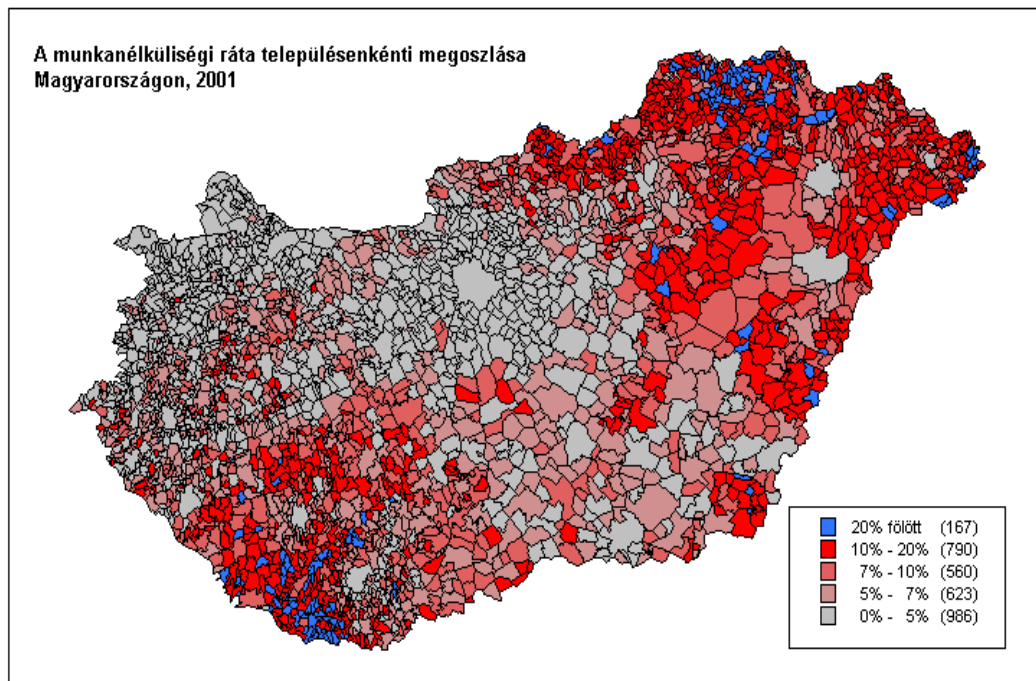 A munkanélküliségi ráta településenkénti megoszlása
Magyarországon, 2001
20% fölött (167)
10% - 20% (790)
7% - 10% (560)
5% - 7% (623)
0% - 5% (986)